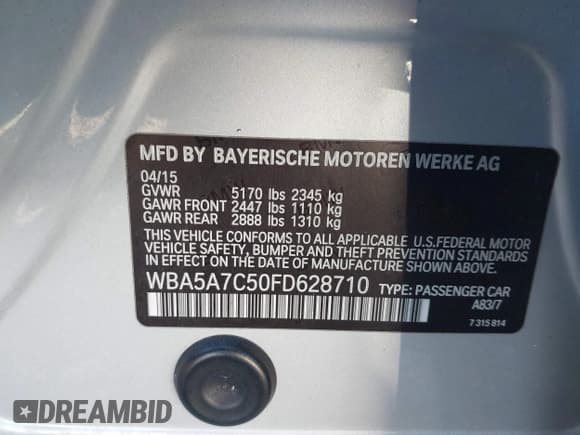 MFD BY BAYERISCHE MOTOREN WERKE AG
04/15
GVWR 5170 lbs 2345 kg
GAWR FRONT 2447 lbs 1110 kg
GAWR REAR 2888 lbs 1310 kg
THIS VEHICLE CONFORMS TO ALL APPLICABLE U.S.FEDERAL MOTOR
VEHICLE SAFETY, BUMPER AND THEFT PREVENTION STANDARDS
IN EFFECT ON THE DATE OF MANUFACTURE SHOWN ABOVE.
WBA5A7C50FD628710 TYPE: PASSENGER CAR
A83/7
7 315 814
DREAMBID